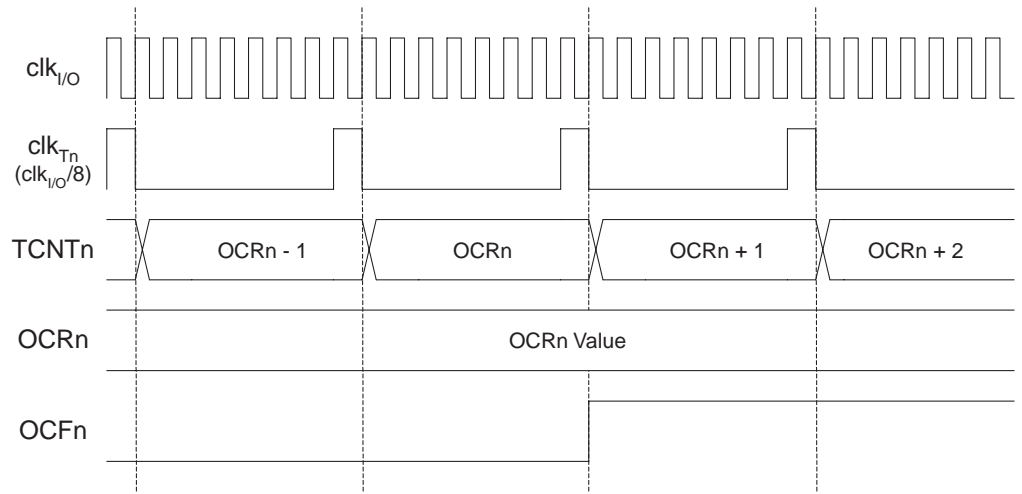 clkI/O
clkTn
(clkI/O/8)
TCNTn
OCRn - 1
OCRn
OCRn + 1
OCRn + 2
OCRn
OCRn Value
OCFn